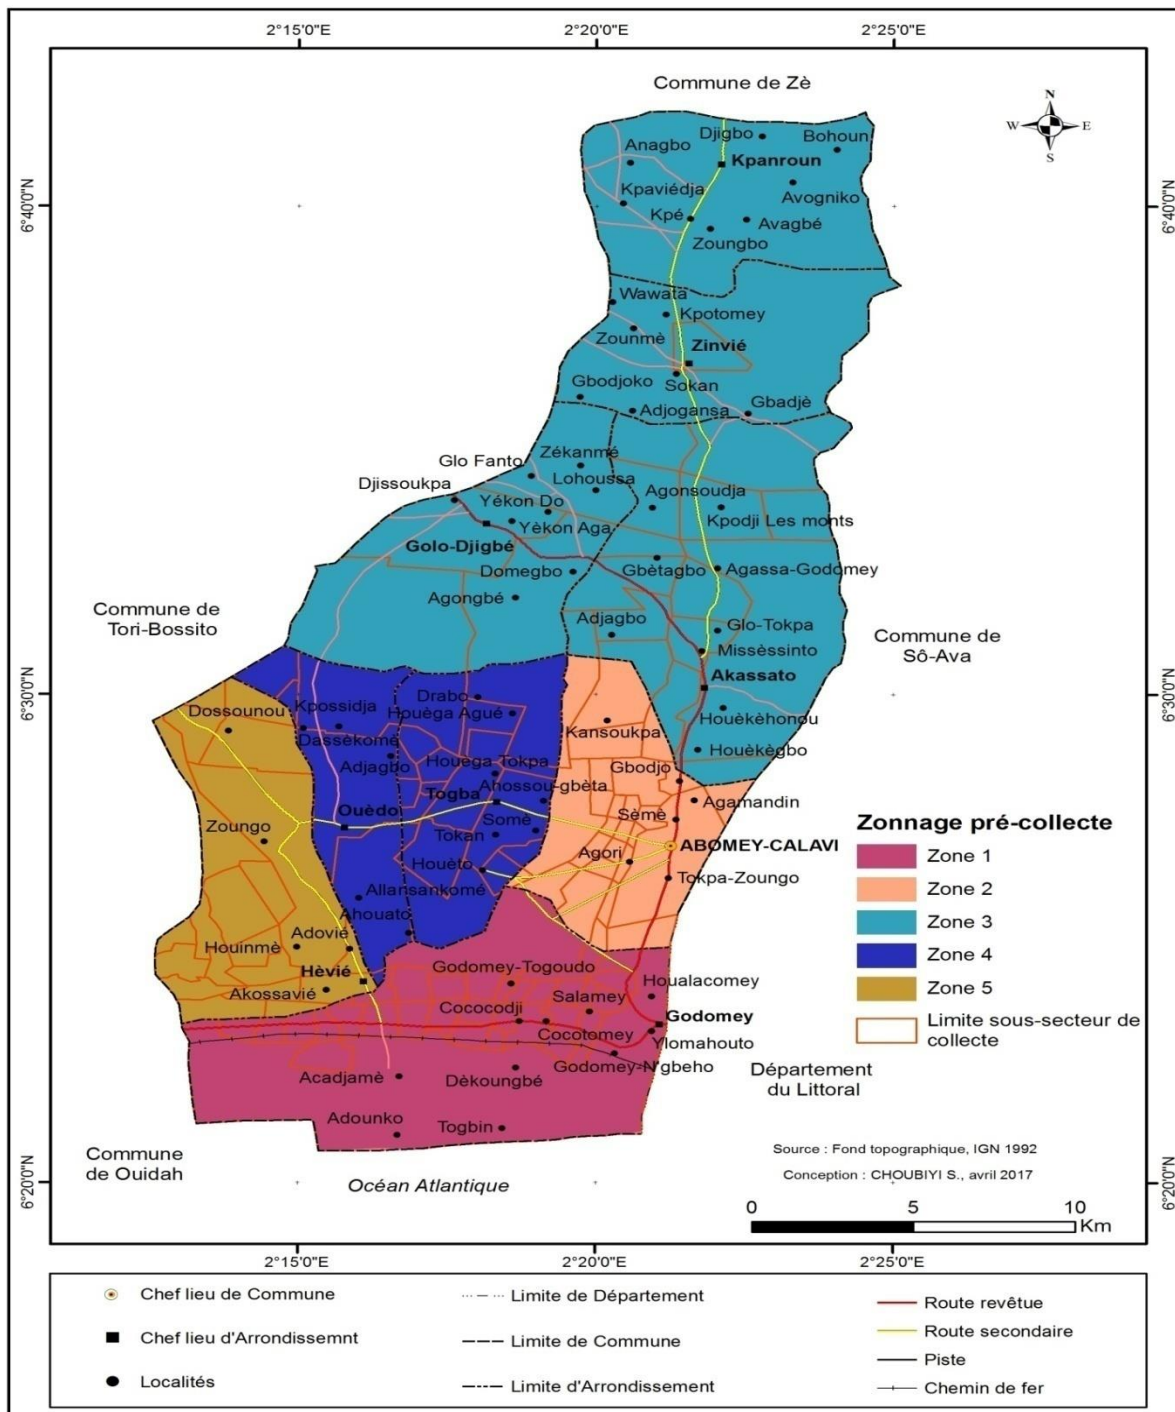 2°15'0"E
2°20'0"E
2°25'0"E
Commune de Zè
N
W
E
S
Djigbo
Bohoun
Anagbo
Kpanroun
Kpaviédja
Avogniko
6°40'0"N
6°40'0"N
Kpé
Avagbé
Zoungbo
Wawata
Kpotomey
Zounmè
Zinvié
Sokan
Gbodjoko
Gbadjè
Adjogansa
Zékanmé
Glo Fanto
Lohoussa
Djissoukpa
Yékon Do
Agonsoudja
Yèkon Aga
Kpodji Les monts
Golo-Djigbé
Domegbo
Gbètagbo
Agassa-Godomey
Agongbé
Commune de
Tori-Bossito
Adjagbo
Glo-Tokpa
Commune de
Sô-Ava
Missèssinto
Akassato
6°30'0"N
6°30'0"N
Drabo
Houèga Agué
Dossounou
Kpossidja
Dassèkomè
Kansoukpa
Houèkèhonou
Houèkègbo
Adjagbo
Houèga Tokpa
Gbodjo
Togba
Ahossou-gbèta
Agamandin
Ouèdo
Somè
Sèmè
Zonnage pré-collecte
Zoungo
Tokan
ABOMEY-CALAVI
Zone 1
Houèto
Agori
Tokpa-Zoungo
Zone 2
Allansankomé
Ahouato
Zone 3
Houinmè
Adovié
Zone 4
Hèvié
Godomey-Togoudo
Houalacomey
Zone 5
Akossavié
Cococodji
Salamey
Godomey
Limite sous-secteur de
collecte
Cocotomey
Ylomahouto
Godomey-N'gbeho
Acadjamè
Dèkoungbé
Département
du Littoral
Adounko
Togbin
Commune
de Ouidah
Source : Fond topographique, IGN 1992
Conception : CHOUBIYI S., avril 2017
Océan Atlantique
6°20'0"N
6°20'0"N
0
5
10
Km
2°15'0"E
2°20'0"E
2°25'0"E
Chef lieu de Commune
Limite de Département
Route revêtue
Route secondaire
Chef lieu d'Arrondissemnt
Limite de Commune
Piste
Localités
Limite d'Arrondissement
Chemin de fer